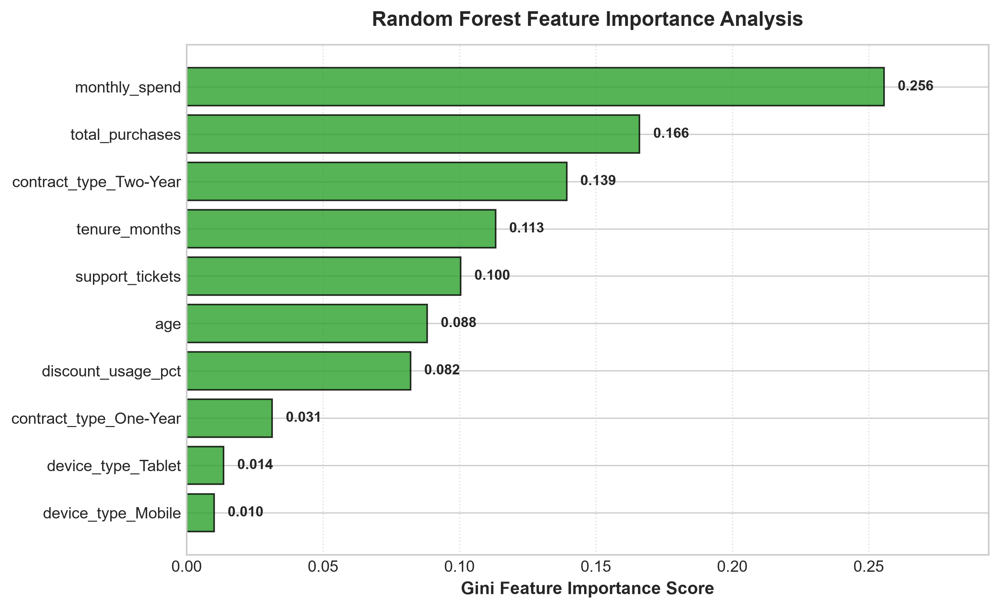 Random Forest Feature Importance Analysis
monthly_spend 0.256
total_purchases 0.166
contract_type_Two-Year 0.139
tenure_months 0.113
support_tickets 0.100
age 0.088
discount_usage_pct 0.082
contract_type_One-Year 0.031
device_type_Tablet 0.014
device_type_Mobile 0.010
0.00 0.05 0.10 0.15 0.20 0.25
Gini Feature Importance Score